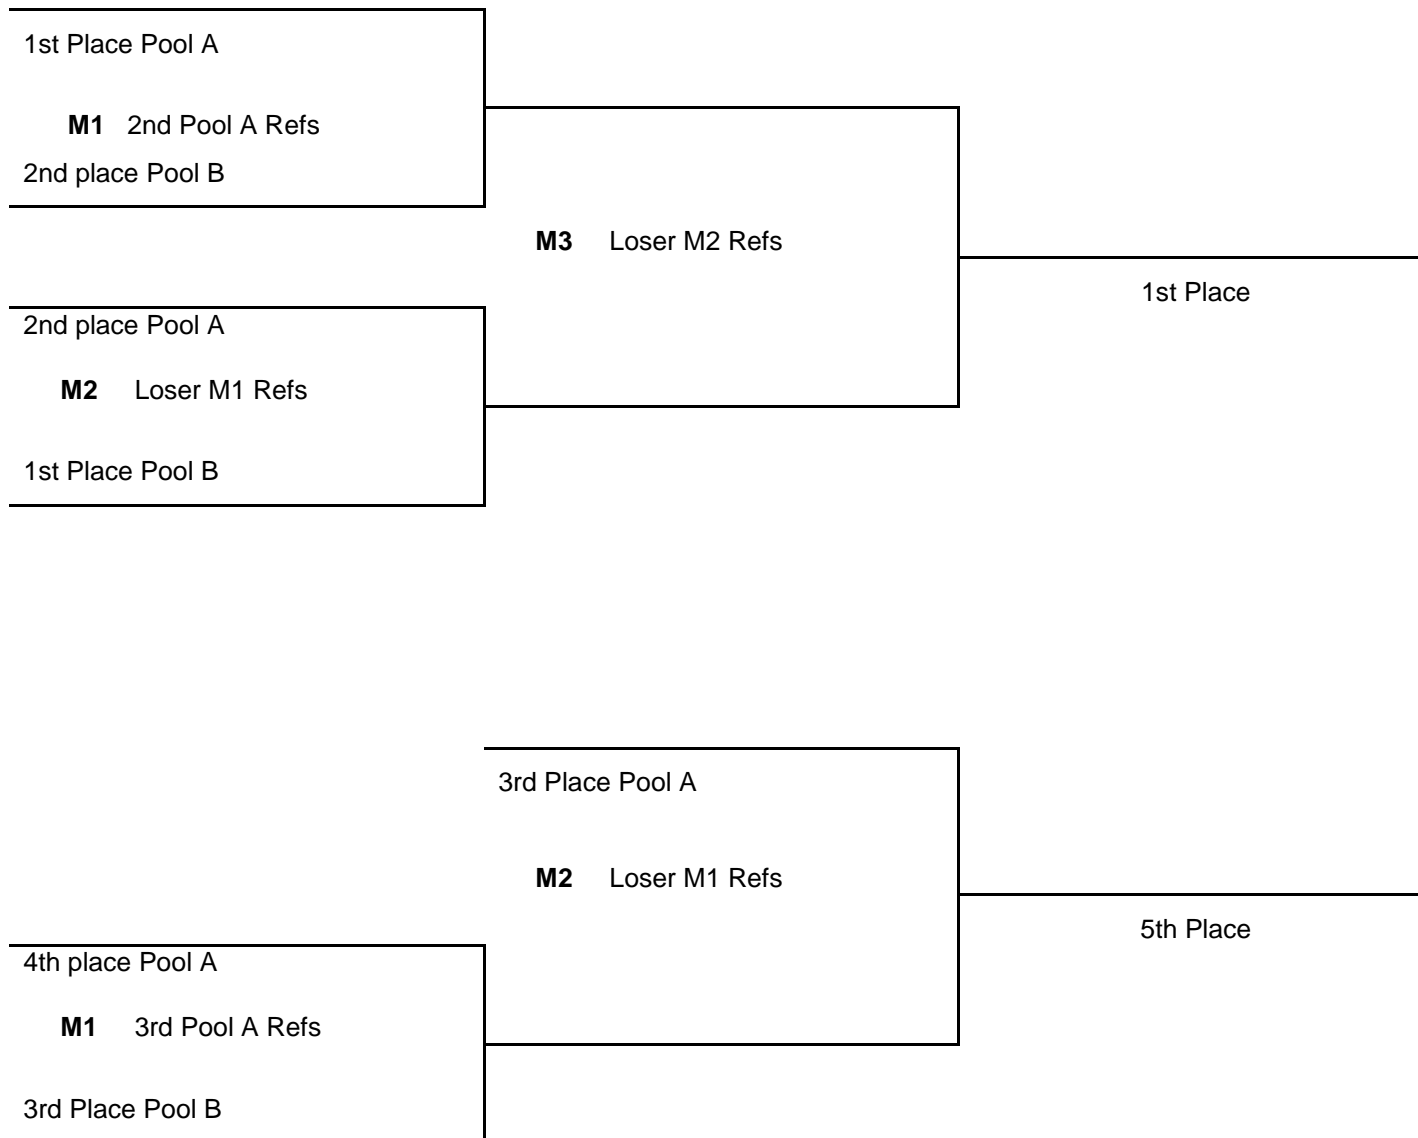 1st Place Pool A
M1 2nd Pool A Refs
2nd place Pool B
M3 Loser M2 Refs
1st Place
2nd place Pool A
M2 Loser M1 Refs
1st Place Pool B
3rd Place Pool A
M2 Loser M1 Refs
5th Place
4th place Pool A
M1 3rd Pool A Refs
3rd Place Pool B